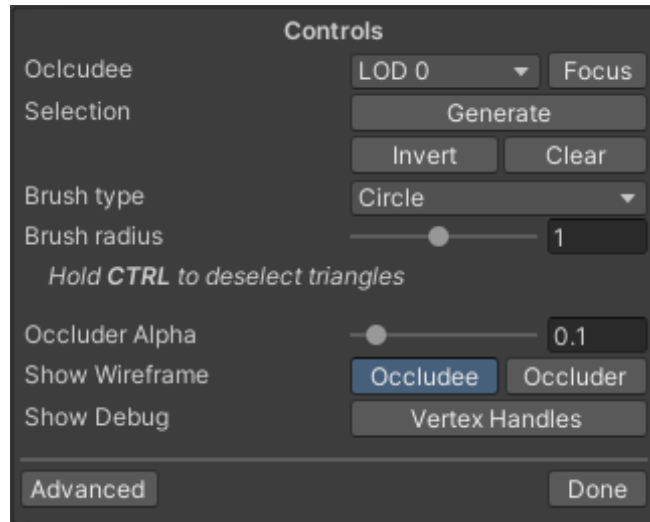 Controls
Oclcudee LOD 0 Focus
Selection Generate
Invert Clear
Brush type Circle
Brush radius 1
Hold CTRL to deselect triangles
Occluder Alpha 0.1
Show Wireframe Occludee Occluder
Show Debug Vertex Handles
Advanced Done